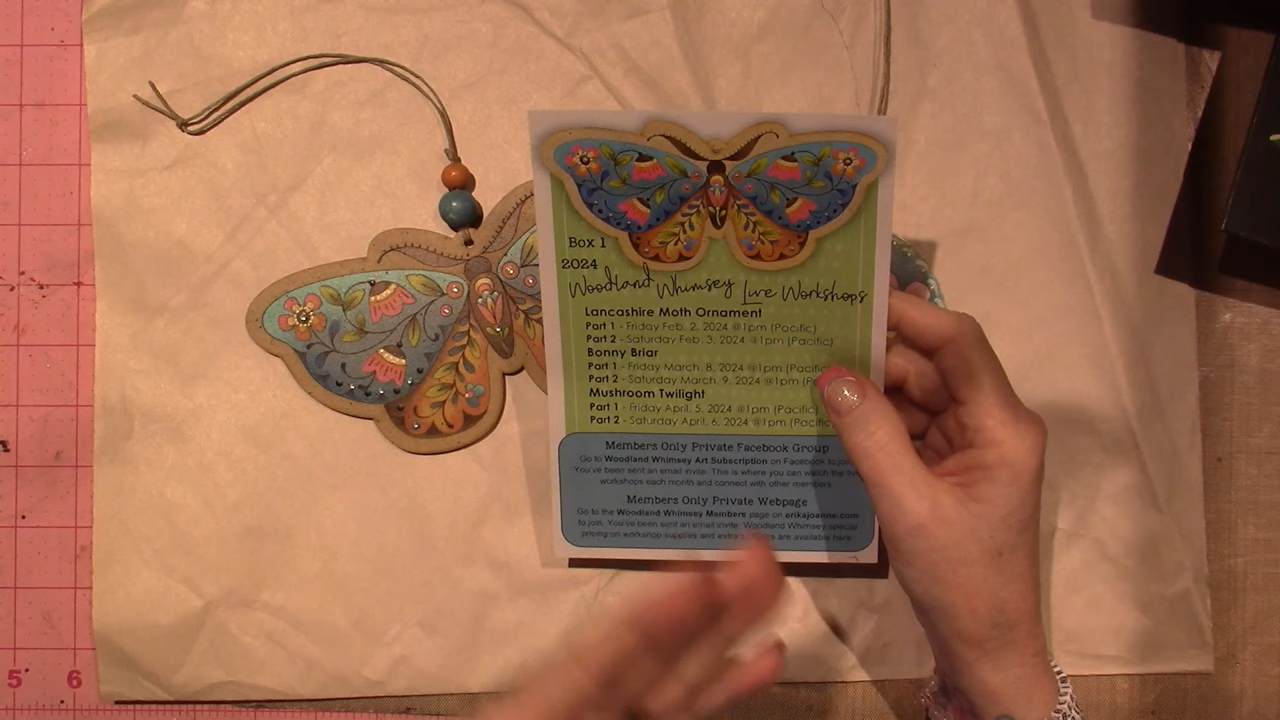 Box 1
2024
Woodland Whimsey Live Workshops
Lancashire Moth Ornament
Part 1 - Friday Feb. 2, 2024 @1pm (Pacific)
Part 2 - Saturday Feb. 3, 2024 @1pm (Pacific)
Bonny Briar
Part 1 - Friday March. 8, 2024 @1pm (Pacific
Part 2 - Saturday March. 9, 2024 @1pm
Mushroom Twilight
Part 1 - Friday April. 5, 2024 @1pm (Pacific)
Part 2 - Saturday April. 6, 2024 @1pm (Pacific)
Members Only Private Facebook Group
Go to Woodland Whimsey Art Subscription on Facebook to join
You've been sent an email invite. This is where you can watch the live
workshops each month and connect with other members
Members Only Private Webpage
Go to the Woodland Whimsey Members page on erikajoanne.com
to join. You've been sent an email invite. Woodland Whimsey special
pricing on workshop supplies and extra are available here.
5 6